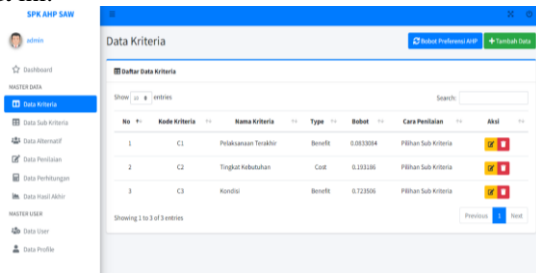 SPK AHP SAW
admin
Data Kriteria
Bobot Preferensi AHP
Tambah Data
Dashboard
MASTER DATA
Data Kriteria
Data Sub Kriteria
Data Alternatif
Data Penilaian
Data Perhitungan
Data Hasil Akhir
MASTER USER
Data User
Data Profile
Daftar Data Kriteria
Show entries
Search:
No Kode Kriteria Nama Kriteria Type Bobot Cara Penilaian Aksi
1 C1 Pelaksanaan Terakhir Benefit 0.0833084 Pilihan Sub Kriteria
2 C2 Tingkat Kebutuhan Cost 0.193186 Pilihan Sub Kriteria
3 C3 Kondisi Benefit 0.723506 Pilihan Sub Kriteria
Showing 1 to 3 of 3 entries
Previous 1 Next